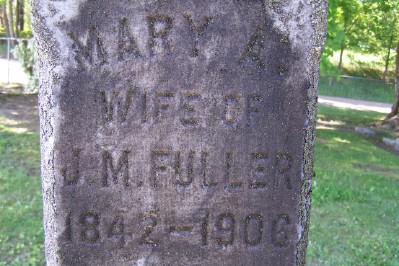 MARY A.
WIFE OF
J. M. FULLER
1842-1906